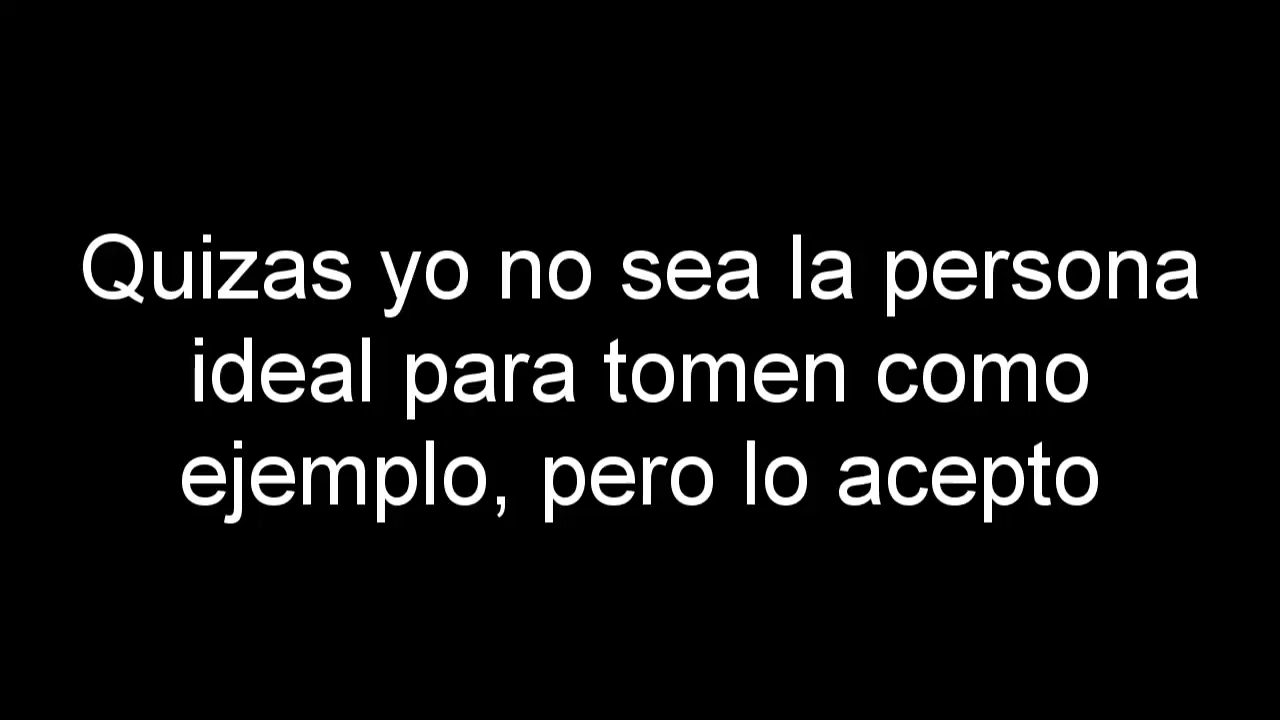 Quizas yo no sea la persona
ideal para tomen como
ejemplo, pero lo acepto